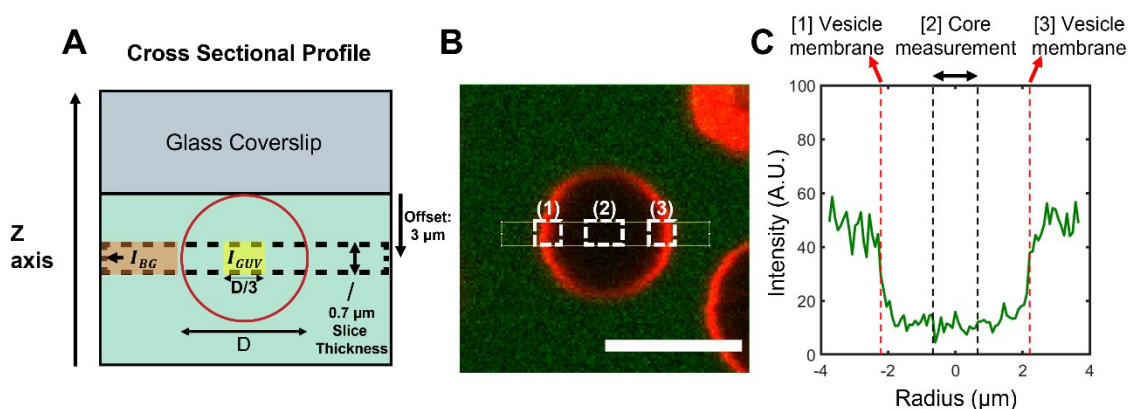 A
Cross Sectional Profile
Glass Coverslip
Z
axis
Offset:
3 μm
I_BG
I_GUV
D/3
D
0.7 μm
Slice
Thickness
B
(1)
(2)
(3)
C
[1] Vesicle
membrane
[2] Core
measurement
[3] Vesicle
membrane
Intensity (A.U.)
100
80
60
40
20
0
-4
-2
0
2
4
Radius (μm)